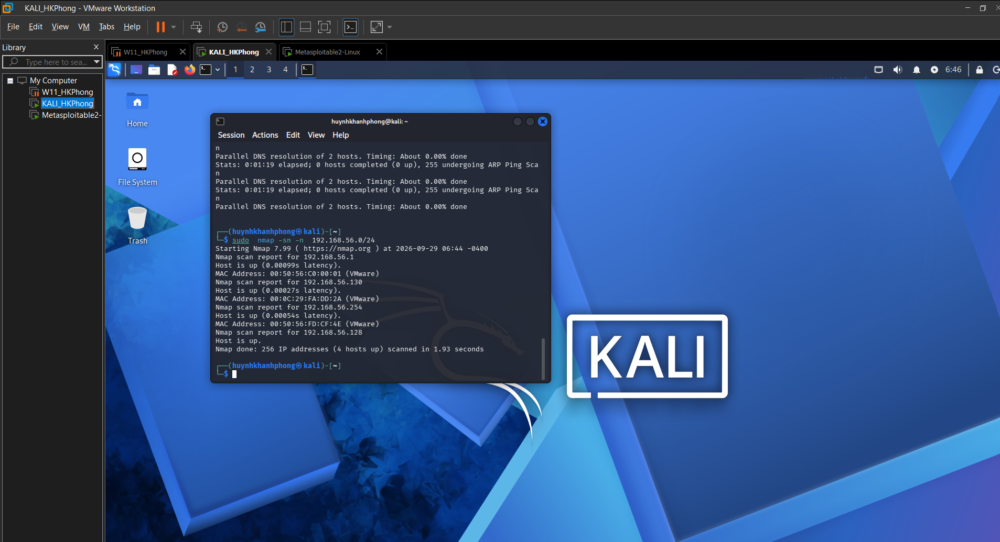 KALI_HKPhong - VMware Workstation
File Edit View VM Tabs Help
Library
Type here to sea...
My Computer
W11_HKPhong
KALI_HKPhong
Metasploitable2-
W11_HKPhong
KALI_HKPhong
Metasploitable2-Linux
1 2 3 4
6:46
Home
File System
Trash
huynhkhanhphong@kali: ~
Session Actions Edit View Help
n
Parallel DNS resolution of 2 hosts. Timing: About 0.00% done
Stats: 0:01:19 elapsed; 0 hosts completed (0 up), 255 undergoing ARP Ping Sca
n
Parallel DNS resolution of 2 hosts. Timing: About 0.00% done
Stats: 0:01:19 elapsed; 0 hosts completed (0 up), 255 undergoing ARP Ping Sca
n
Parallel DNS resolution of 2 hosts. Timing: About 0.00% done
┌──(huynhkhanhphong㉿kali)-[~]
└─$ sudo  nmap -sn -n  192.168.56.0/24
Starting Nmap 7.99 ( https://nmap.org ) at 2026-09-29 06:44 -0400
Nmap scan report for 192.168.56.1
Host is up (0.00099s latency).
MAC Address: 00:50:56:C0:00:01 (VMware)
Nmap scan report for 192.168.56.130
Host is up (0.00027s latency).
MAC Address: 00:0C:29:FA:DD:2A (VMware)
Nmap scan report for 192.168.56.254
Host is up (0.00054s latency).
MAC Address: 00:50:56:FD:CF:4E (VMware)
Nmap scan report for 192.168.56.128
Host is up.
Nmap done: 256 IP addresses (4 hosts up) scanned in 1.93 seconds
┌──(huynhkhanhphong㉿kali)-[~]
└─$
KALI